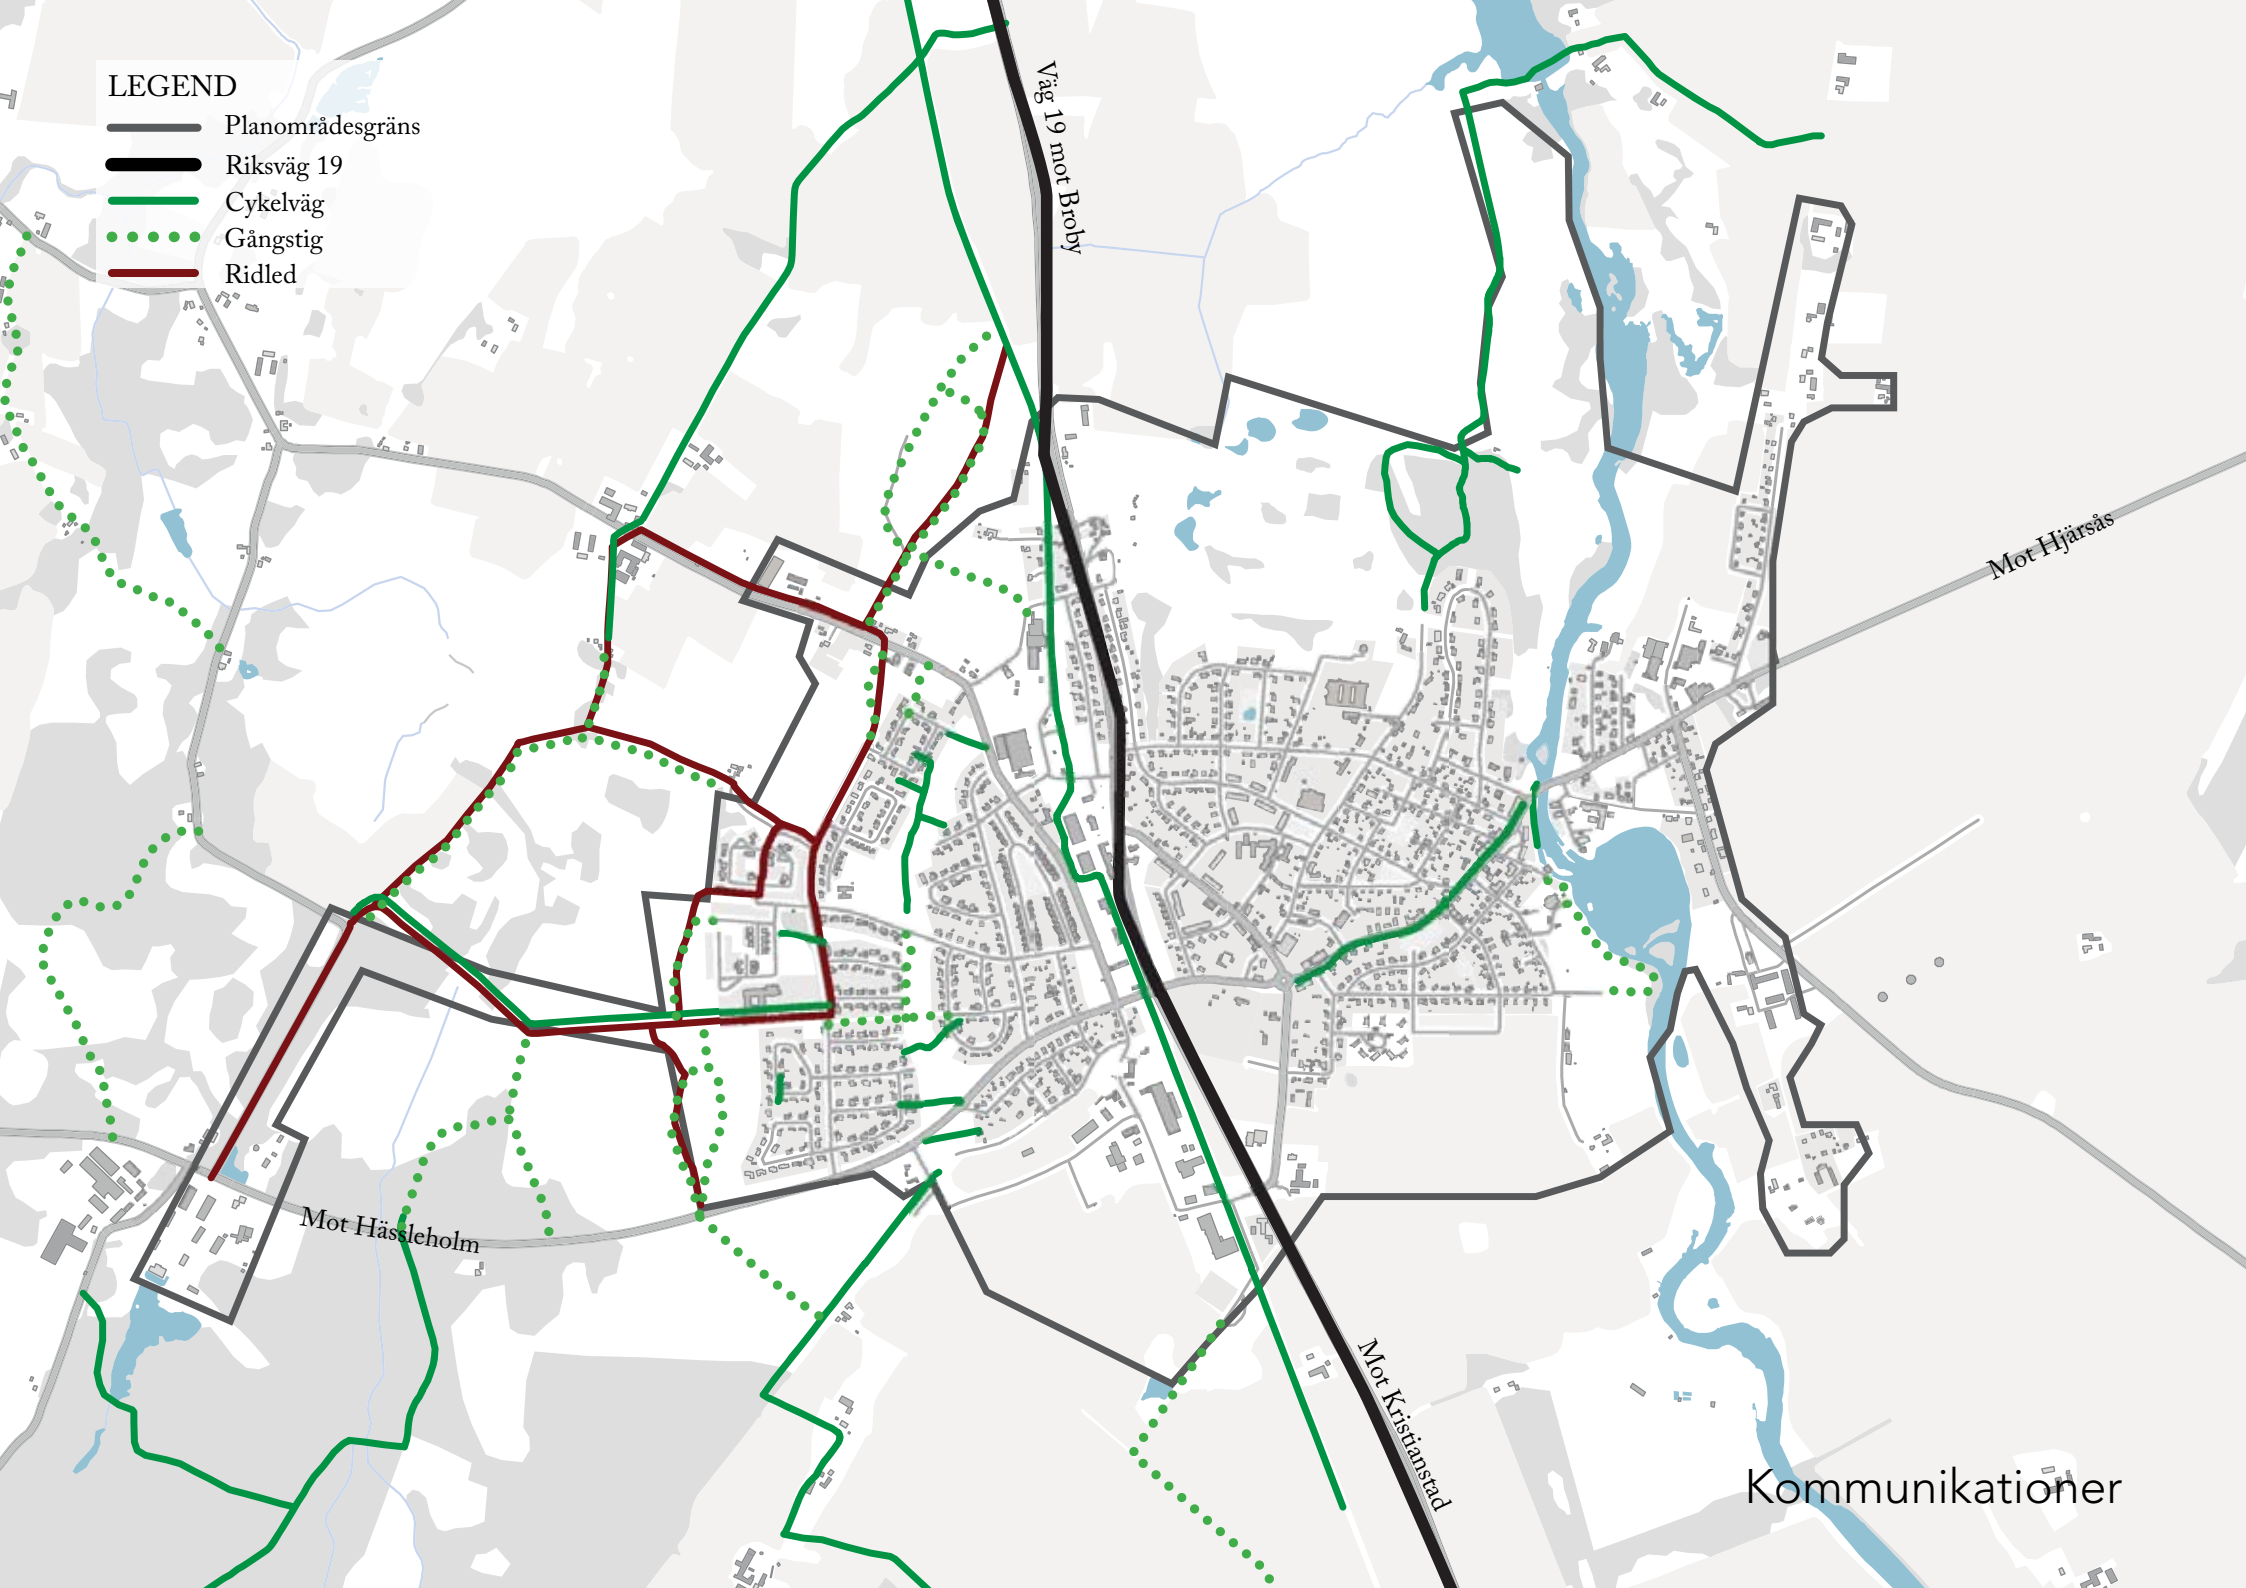 LEGEND
Planområdesgräns
Riksväg 19
Cykelväg
Gångstig
Ridled
Väg 19 mot Broby
Mot Hjärsås
Mot Hässleholm
Mot Kristianstad
Kommunikationer